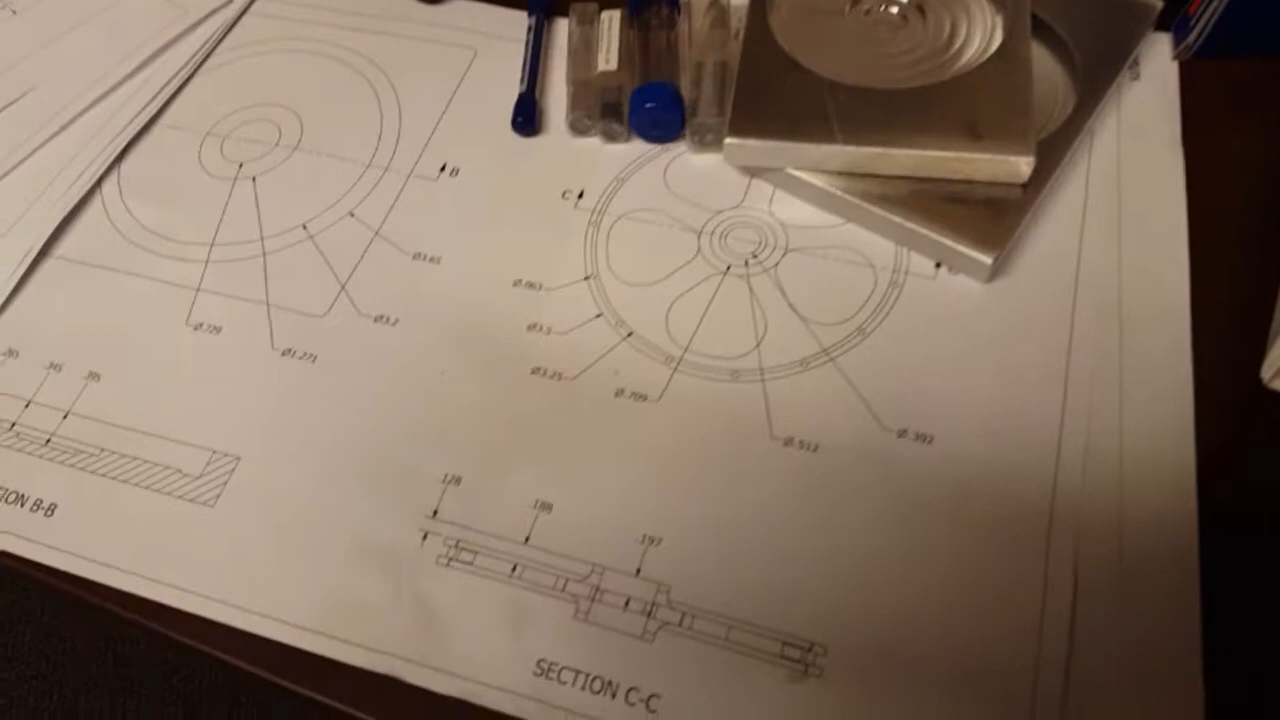 B
Ø3.65
Ø3.2
Ø.729
Ø1.271
.345
.395
ION B-B
C
Ø.063
Ø3.5
Ø3.25
Ø.709
Ø.512
Ø.392
.128
.188
.197
SECTION C-C